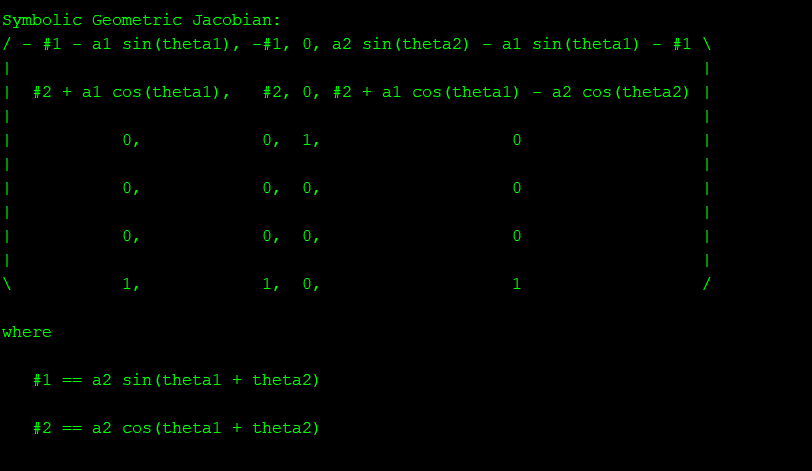 Symbolic Geometric Jacobian:
/ - #1 - a1 sin(theta1), -#1, 0, a2 sin(theta2) - a1 sin(theta1) - #1 \
|                                                                     |
|  #2 + a1 cos(theta1),   #2, 0, #2 + a1 cos(theta1) - a2 cos(theta2) |
|                                                                     |
|           0,            0,  1,                   0                  |
|                                                                     |
|           0,            0,  0,                   0                  |
|                                                                     |
|           0,            0,  0,                   0                  |
|                                                                     |
\           1,            1,  0,                   1                  /
where
#1 == a2 sin(theta1 + theta2)
#2 == a2 cos(theta1 + theta2)